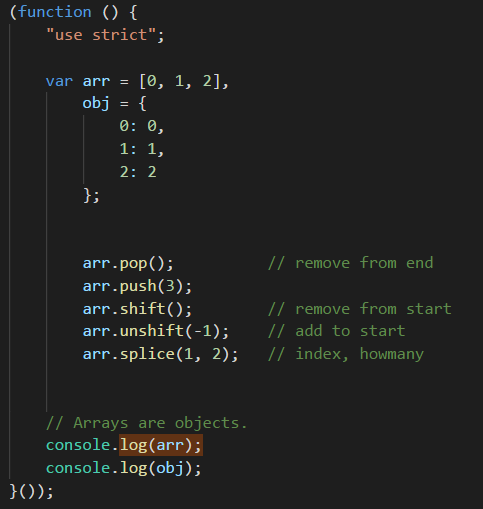 (function () {
    "use strict";

    var arr = [0, 1, 2],
        obj = {
            0: 0,
            1: 1,
            2: 2
        };


        arr.pop();          // remove from end
        arr.push(3);
        arr.shift();        // remove from start
        arr.unshift(-1);    // add to start
        arr.splice(1, 2);   // index, howmany


    // Arrays are objects.
    console.log(arr);
    console.log(obj);
}());